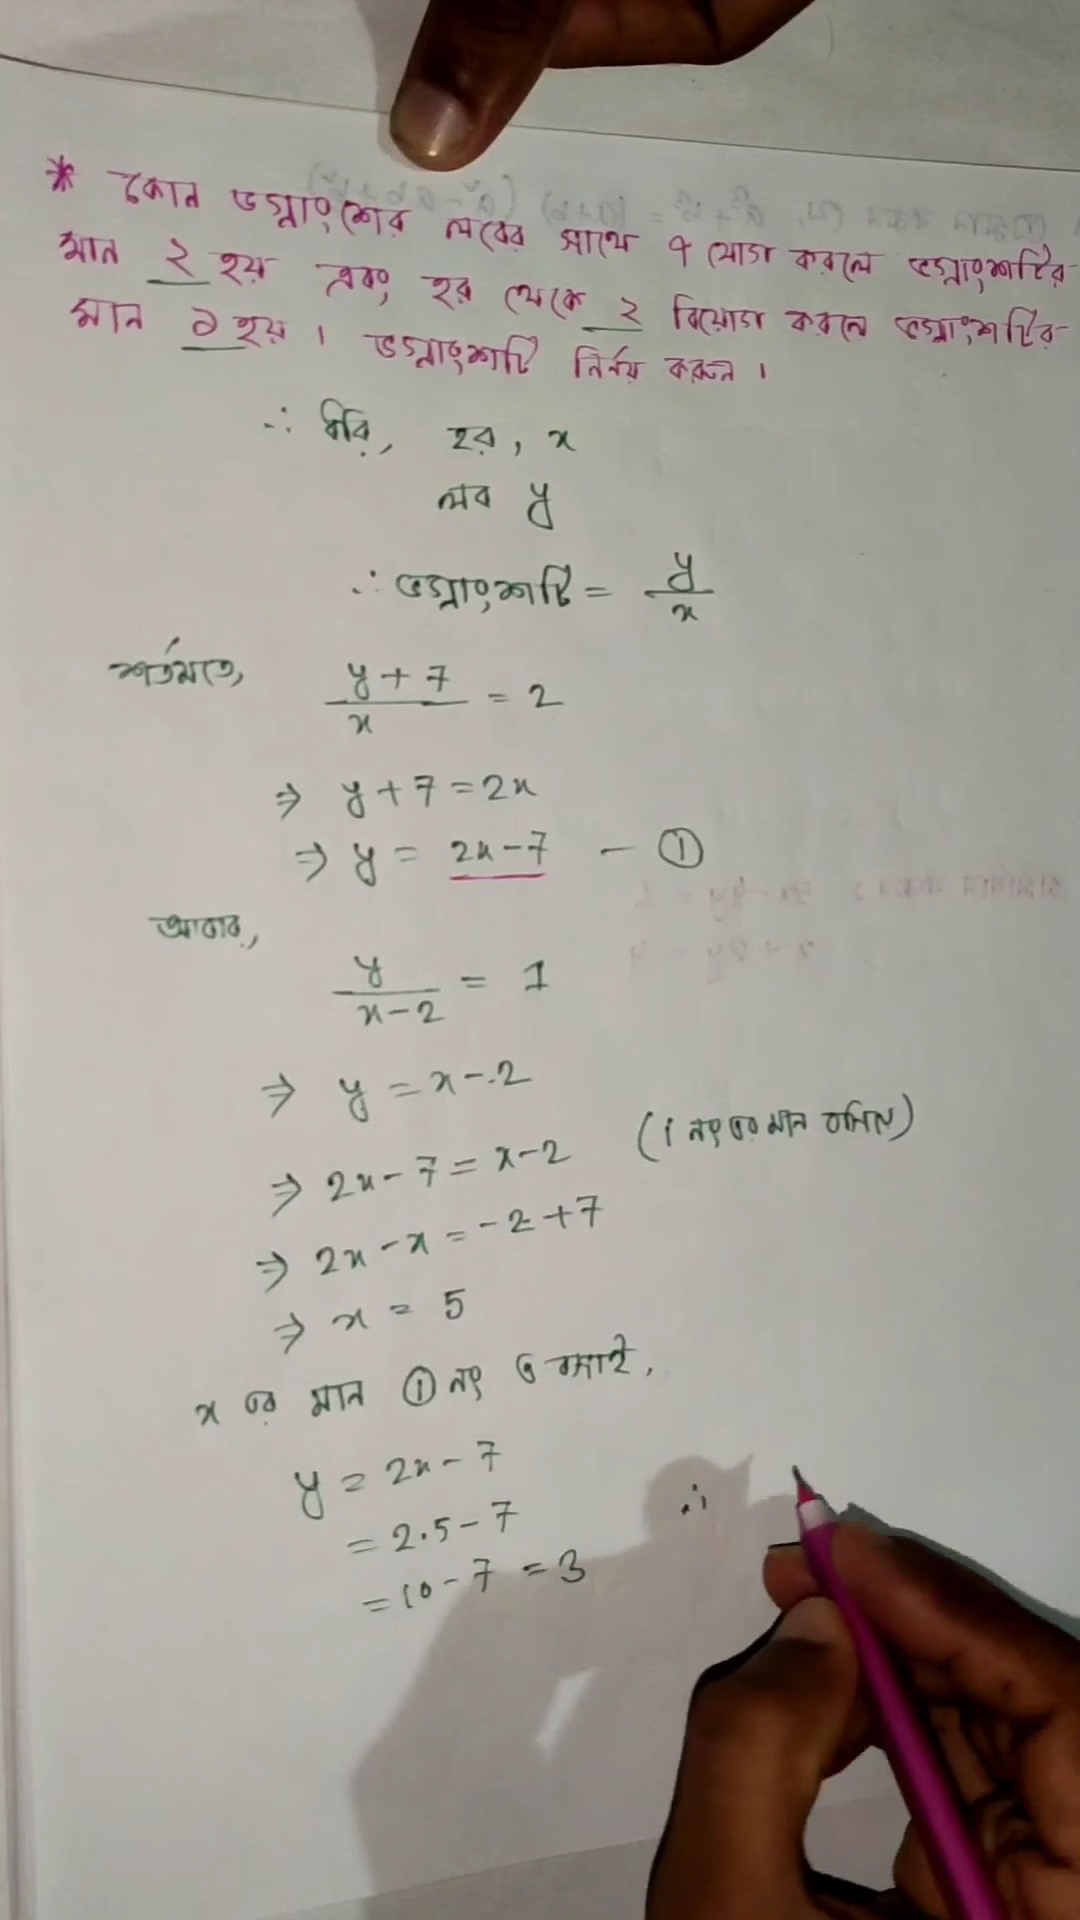 * কোন ভগ্নাংশের লবের সাথে ৭ যোগ করলে ভগ্নাংশটির
মান ২ হয় এবং হর থেকে ২ বিয়োগ করলে ভগ্নাংশটির
মান ১ হয়। ভগ্নাংশটি নির্নয় করুন।
∴ ধরি, হর, x
লব y
∴ ভগ্নাংশটি = y/x
শর্তমতে, (y + 7)/x = 2
⇒ y + 7 = 2x
⇒ y = 2x - 7 — ①
আবার,
y/(x - 2) = 1
⇒ y = x - 2
⇒ 2x - 7 = x - 2 (1 নং এর মান বসিয়ে)
⇒ 2x - x = -2 + 7
⇒ x = 5
x এর মান ① নং এ বসাই,
y = 2x - 7
= 2.5 - 7 ∴
= 10 - 7 = 3